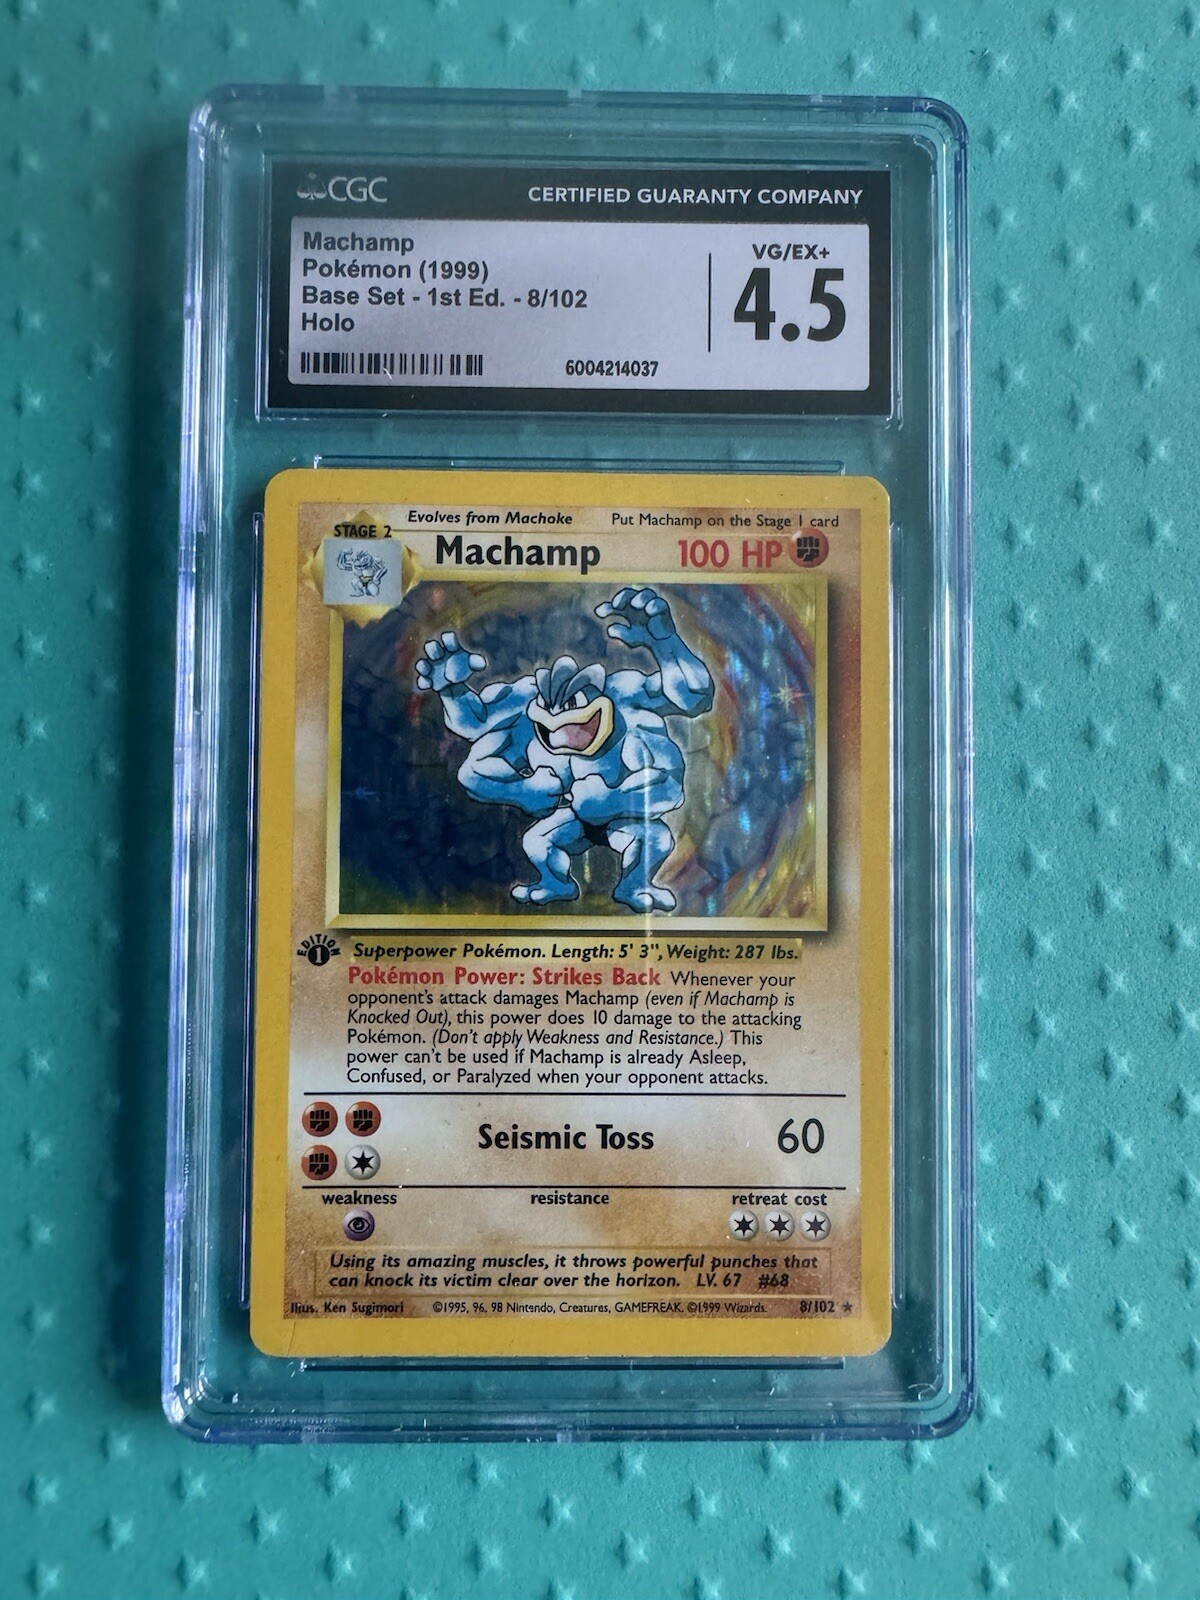 CGC CERTIFIED GUARANTY COMPANY
Machamp
Pokémon (1999)
Base Set - 1st Ed. - 8/102
Holo
VG/EX+
4.5
6004214037
STAGE 2 Evolves from Machoke Put Machamp on the Stage 1 card
Machamp 100 HP
EDITION 1
Superpower Pokémon. Length: 5' 3", Weight: 287 lbs.
Pokémon Power: Strikes Back Whenever your
opponent's attack damages Machamp (even if Machamp is
Knocked Out), this power does 10 damage to the attacking
Pokémon. (Don't apply Weakness and Resistance.) This
power can't be used if Machamp is already Asleep,
Confused, or Paralyzed when your opponent attacks.
Seismic Toss 60
weakness resistance retreat cost
Using its amazing muscles, it throws powerful punches that
can knock its victim clear over the horizon. LV. 67 #68
Illus. Ken Sugimori ©1995, 96, 98 Nintendo, Creatures, GAMEFREAK. ©1999 Wizards. 8/102 ★